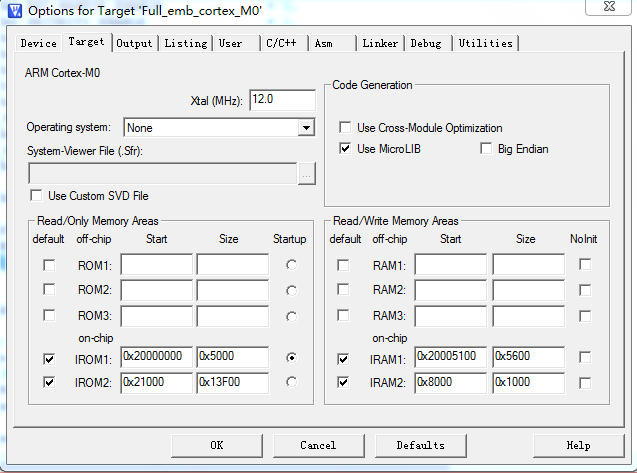 Options for Target 'Full_emb_cortex_M0'
Device Target Output Listing User C/C++ Asm Linker Debug Utilities
ARM Cortex-M0
Xtal (MHz): 12.0
Operating system: None
System-Viewer File (.Sfr):
...
Use Custom SVD File
Code Generation
Use Cross-Module Optimization
Use MicroLIB Big Endian
Read/Only Memory Areas
default off-chip Start Size Startup
ROM1:
ROM2:
ROM3:
on-chip
IROM1: 0x20000000 0x5000
IROM2: 0x21000 0x13F00
Read/Write Memory Areas
default off-chip Start Size NoInit
RAM1:
RAM2:
RAM3:
on-chip
IRAM1: 0x20005100 0x5600
IRAM2: 0x8000 0x1000
OK Cancel Defaults Help